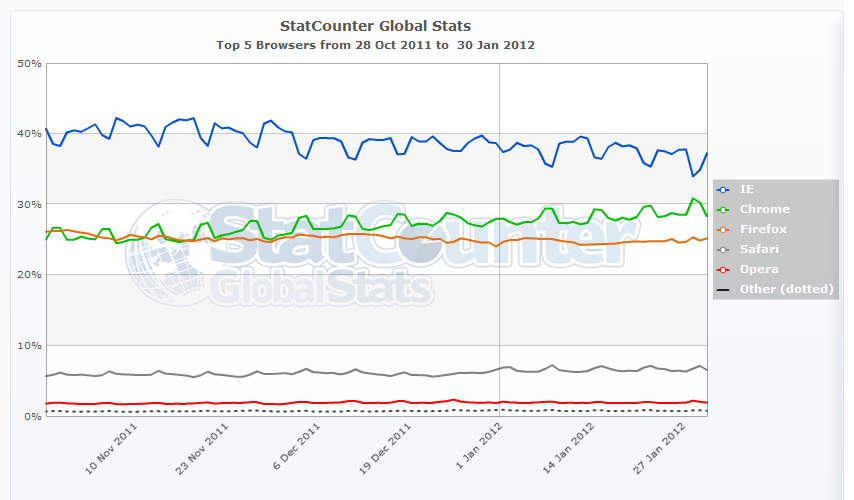 StatCounter Global Stats
Top 5 Browsers from 28 Oct 2011 to 30 Jan 2012
50%
40%
30%
20%
10%
0%
StatCounter
GlobalStats
IE
Chrome
Firefox
Safari
Opera
Other (dotted)
10 Nov 2011
23 Nov 2011
6 Dec 2011
19 Dec 2011
1 Jan 2012
14 Jan 2012
27 Jan 2012